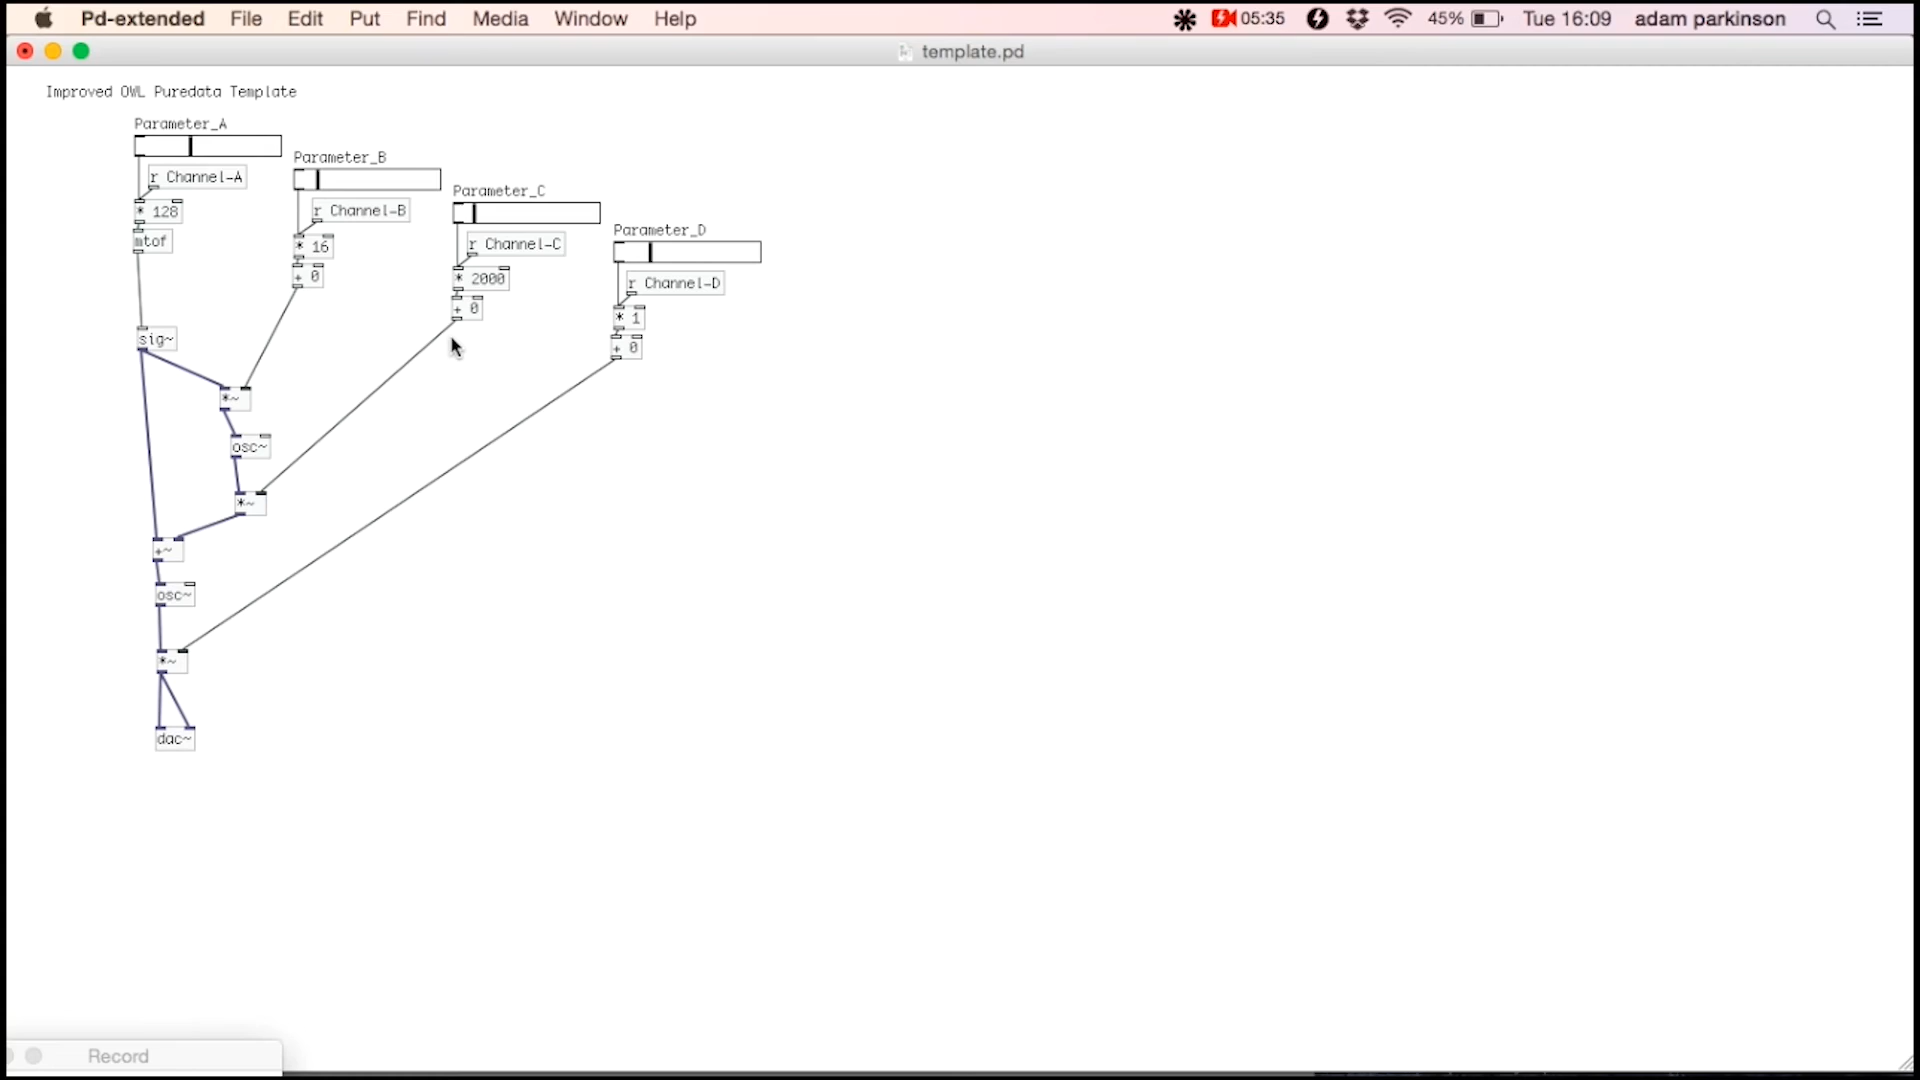 Pd-extended File Edit Put Find Media Window Help 05:35 45% Tue 16:09 adam parkinson
template.pd
Improved OWL Puredata Template
Parameter_A
r Channel-A
* 128
mtof
Parameter_B
r Channel-B
* 16
+ 0
Parameter_C
r Channel-C
* 2000
+ 0
Parameter_D
r Channel-D
* 1
+ 0
sig~
*~
osc~
*~
+~
osc~
*~
dac~
Record